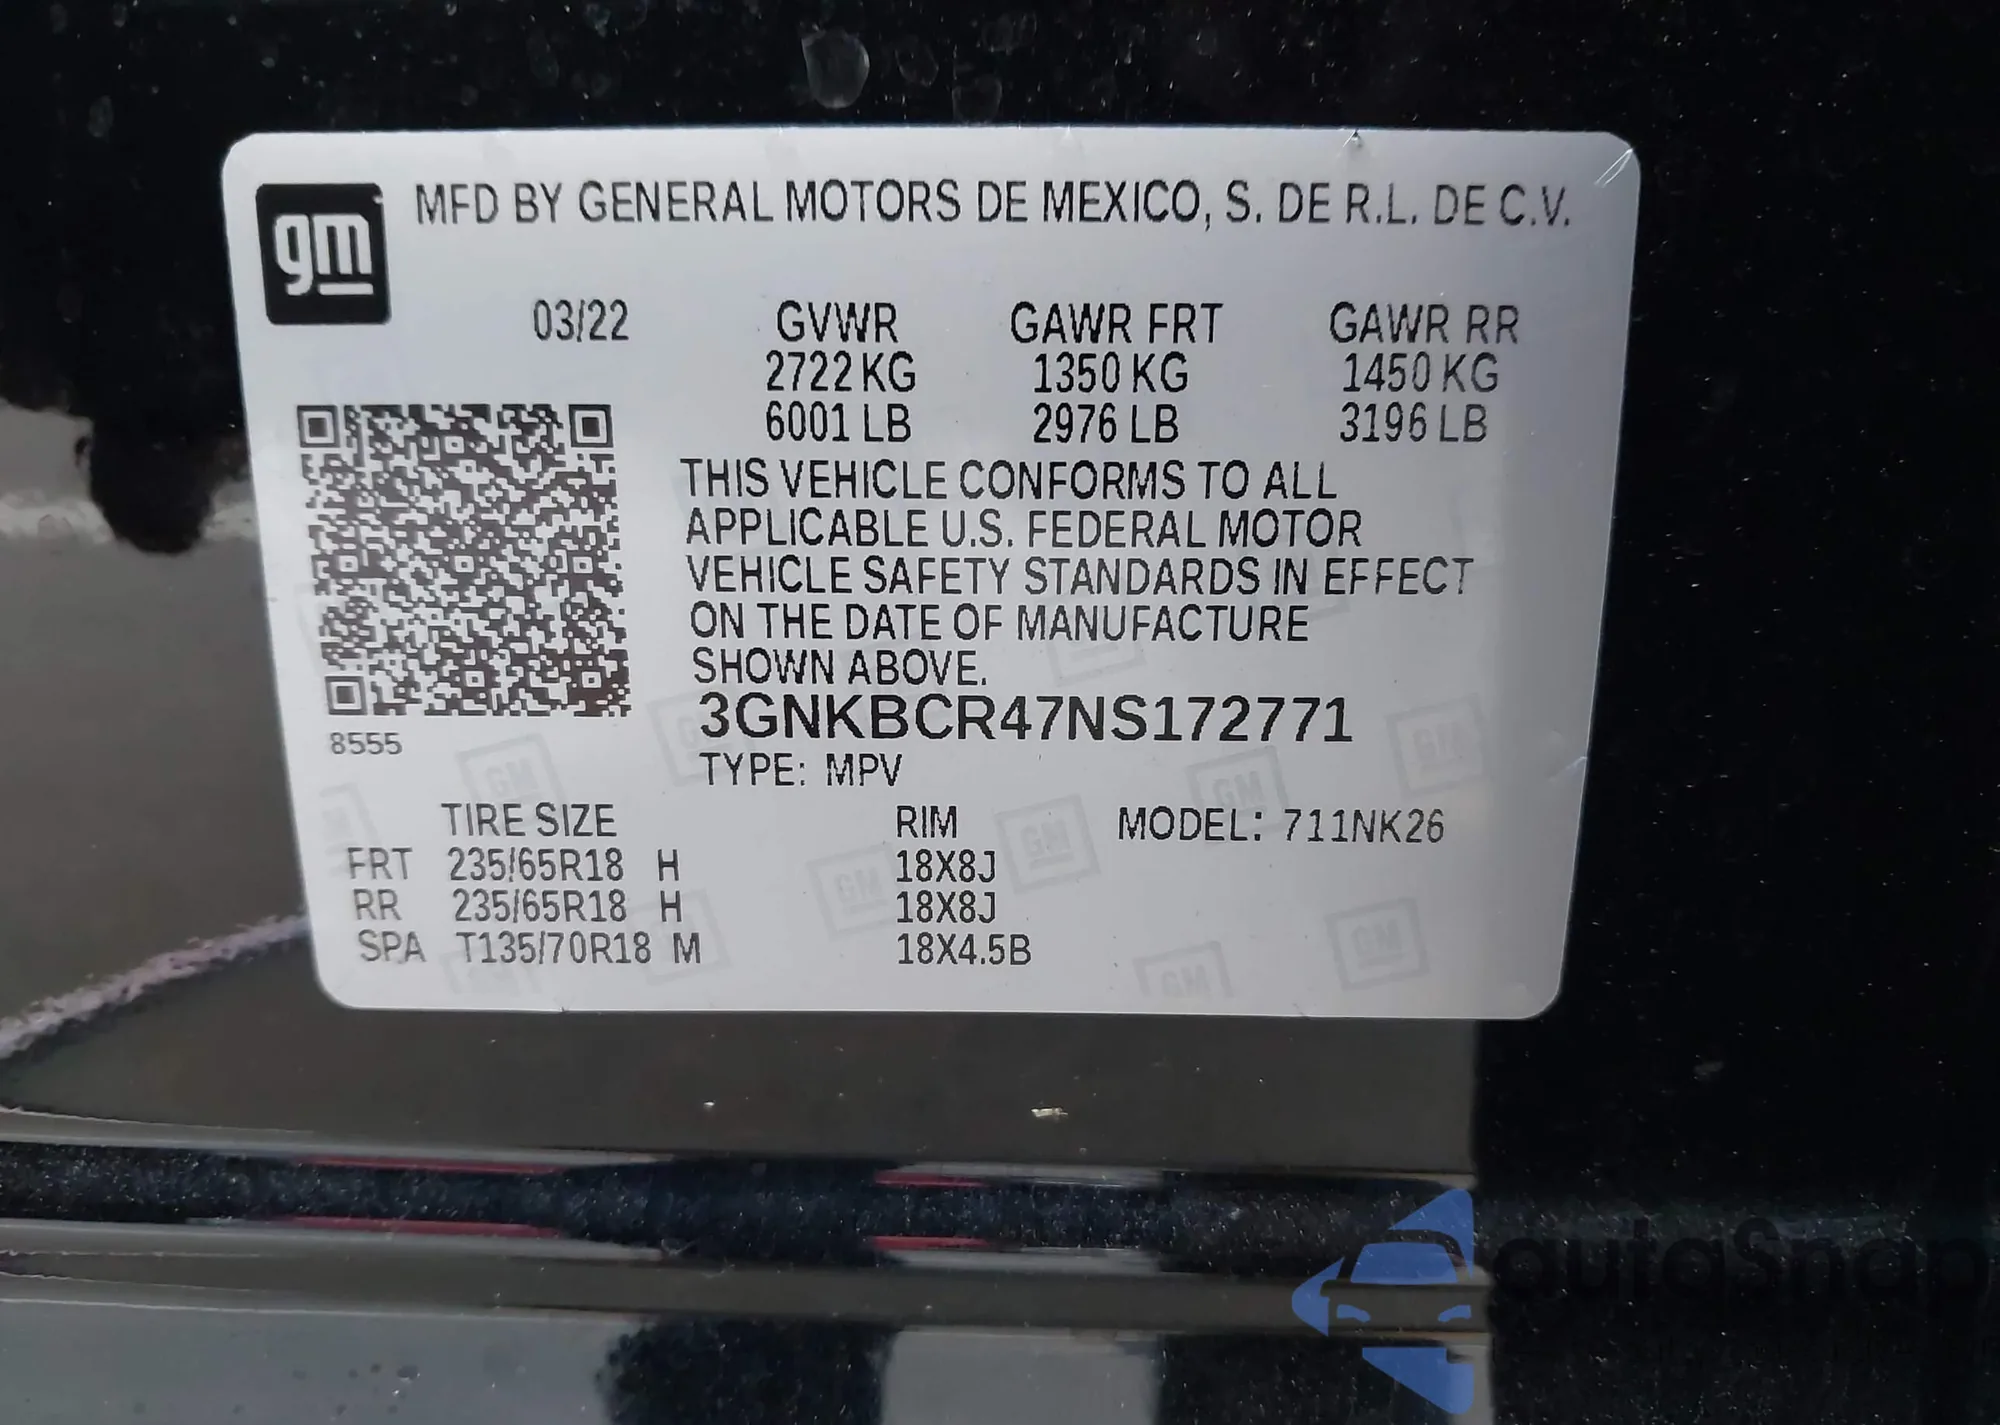 gm
MFD BY GENERAL MOTORS DE MEXICO, S. DE R.L. DE C.V.
03/22 GVWR GAWR FRT GAWR RR
2722 KG 1350 KG 1450 KG
6001 LB 2976 LB 3196 LB
THIS VEHICLE CONFORMS TO ALL
APPLICABLE U.S. FEDERAL MOTOR
VEHICLE SAFETY STANDARDS IN EFFECT
ON THE DATE OF MANUFACTURE
SHOWN ABOVE.
3GNKBCR47NS172771
8555
TYPE: MPV
TIRE SIZE RIM MODEL: 711NK26
FRT 235/65R18 H 18X8J
RR 235/65R18 H 18X8J
SPA T135/70R18 M 18X4.5B
autoSnap